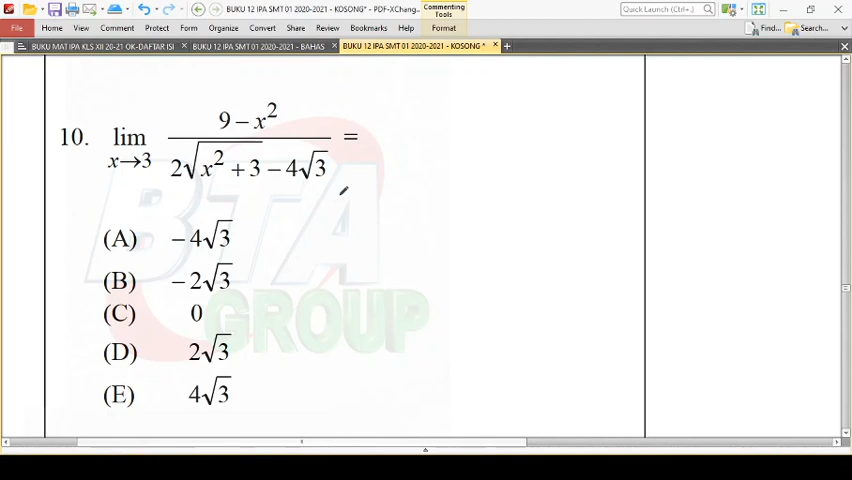 BUKU 12 IPA SMT 01 2020-2021 - KOSONG* - PDF-XChang
Commenting Tools
Quick Launch (Ctrl+.)
File Home View Comment Protect Form Organize Convert Share Review Bookmarks Help Format Find... Search...
BUKU MAT IPA KLS XII 20-21 OK-DAFTAR ISI × BUKU 12 IPA SMT 01 2020-2021 - BAHAS × BUKU 12 IPA SMT 01 2020-2021 - KOSONG * ×
10. lim x→3 (9 − x²) / (2√(x² + 3) − 4√3) =
(A) − 4√3
(B) − 2√3
(C) 0
(D) 2√3
(E) 4√3
BTA
GROUP